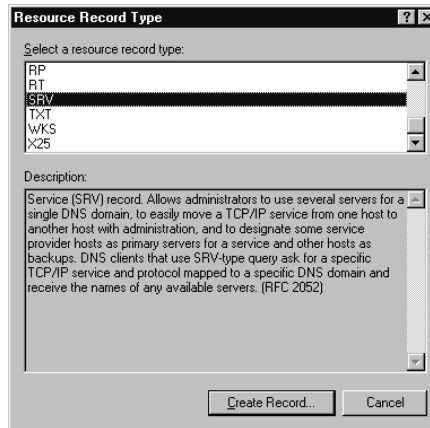 Resource Record Type
Select a resource record type:
RP
RT
SRV
TXT
WKS
X25
Description:
Service (SRV) record. Allows administrators to use several servers for a
single DNS domain, to easily move a TCP/IP service from one host to
another host with administration, and to designate some service
provider hosts as primary servers for a service and other hosts as
backups. DNS clients that use SRV-type query ask for a specific
TCP/IP service and protocol mapped to a specific DNS domain and
receive the names of any available servers. (RFC 2052)
Create Record...
Cancel